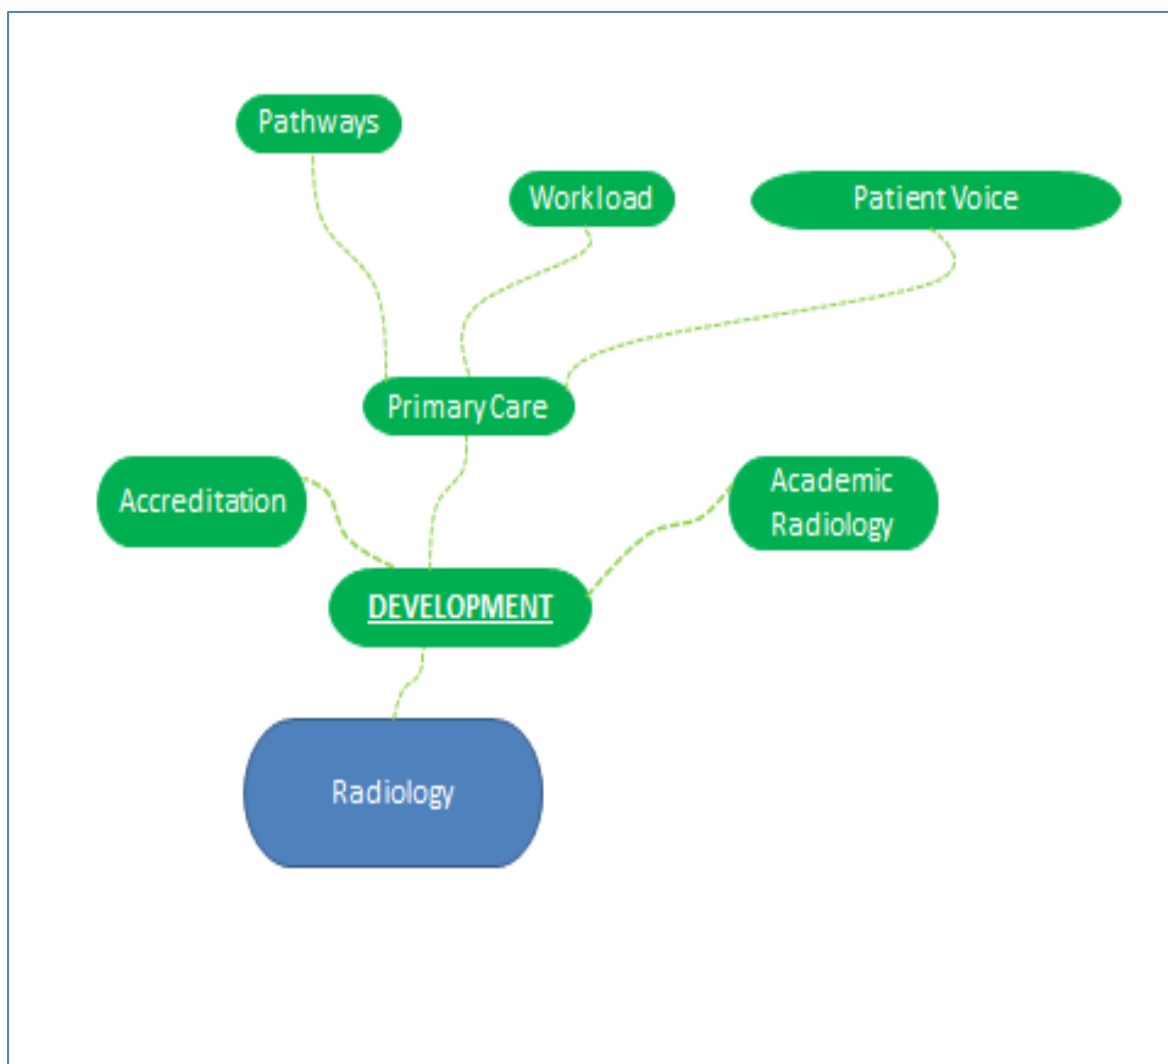 Pathways
Workload
Patient Voice
Primary Care
Accreditation
Academic
Radiology
DEVELOPMENT
Radiology